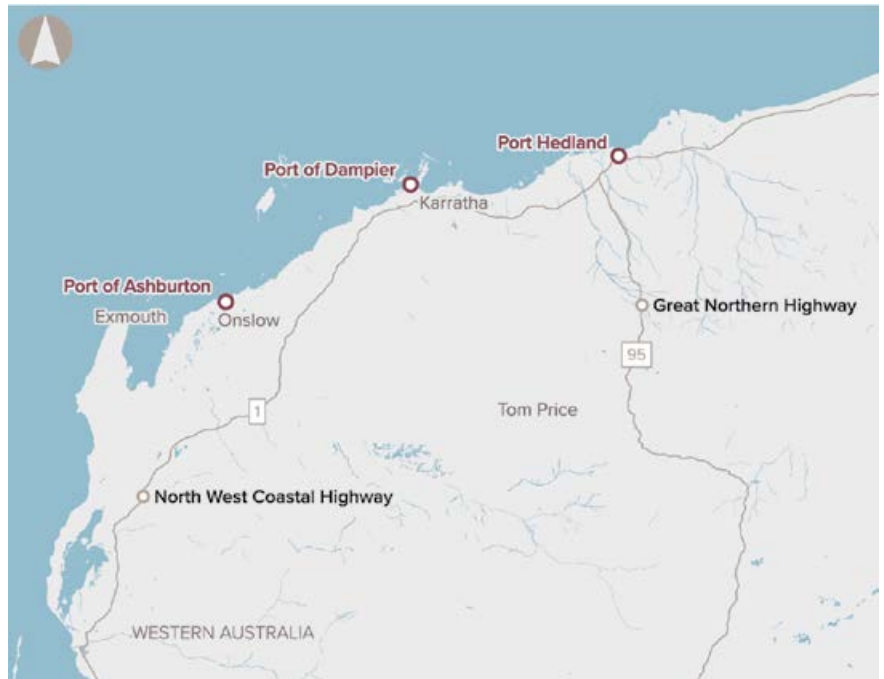 Port Hedland
Port of Dampier
Karratha
Port of Ashburton
Exmouth
Onslow
Great Northern Highway
95
1
Tom Price
North West Coastal Highway
WESTERN AUSTRALIA